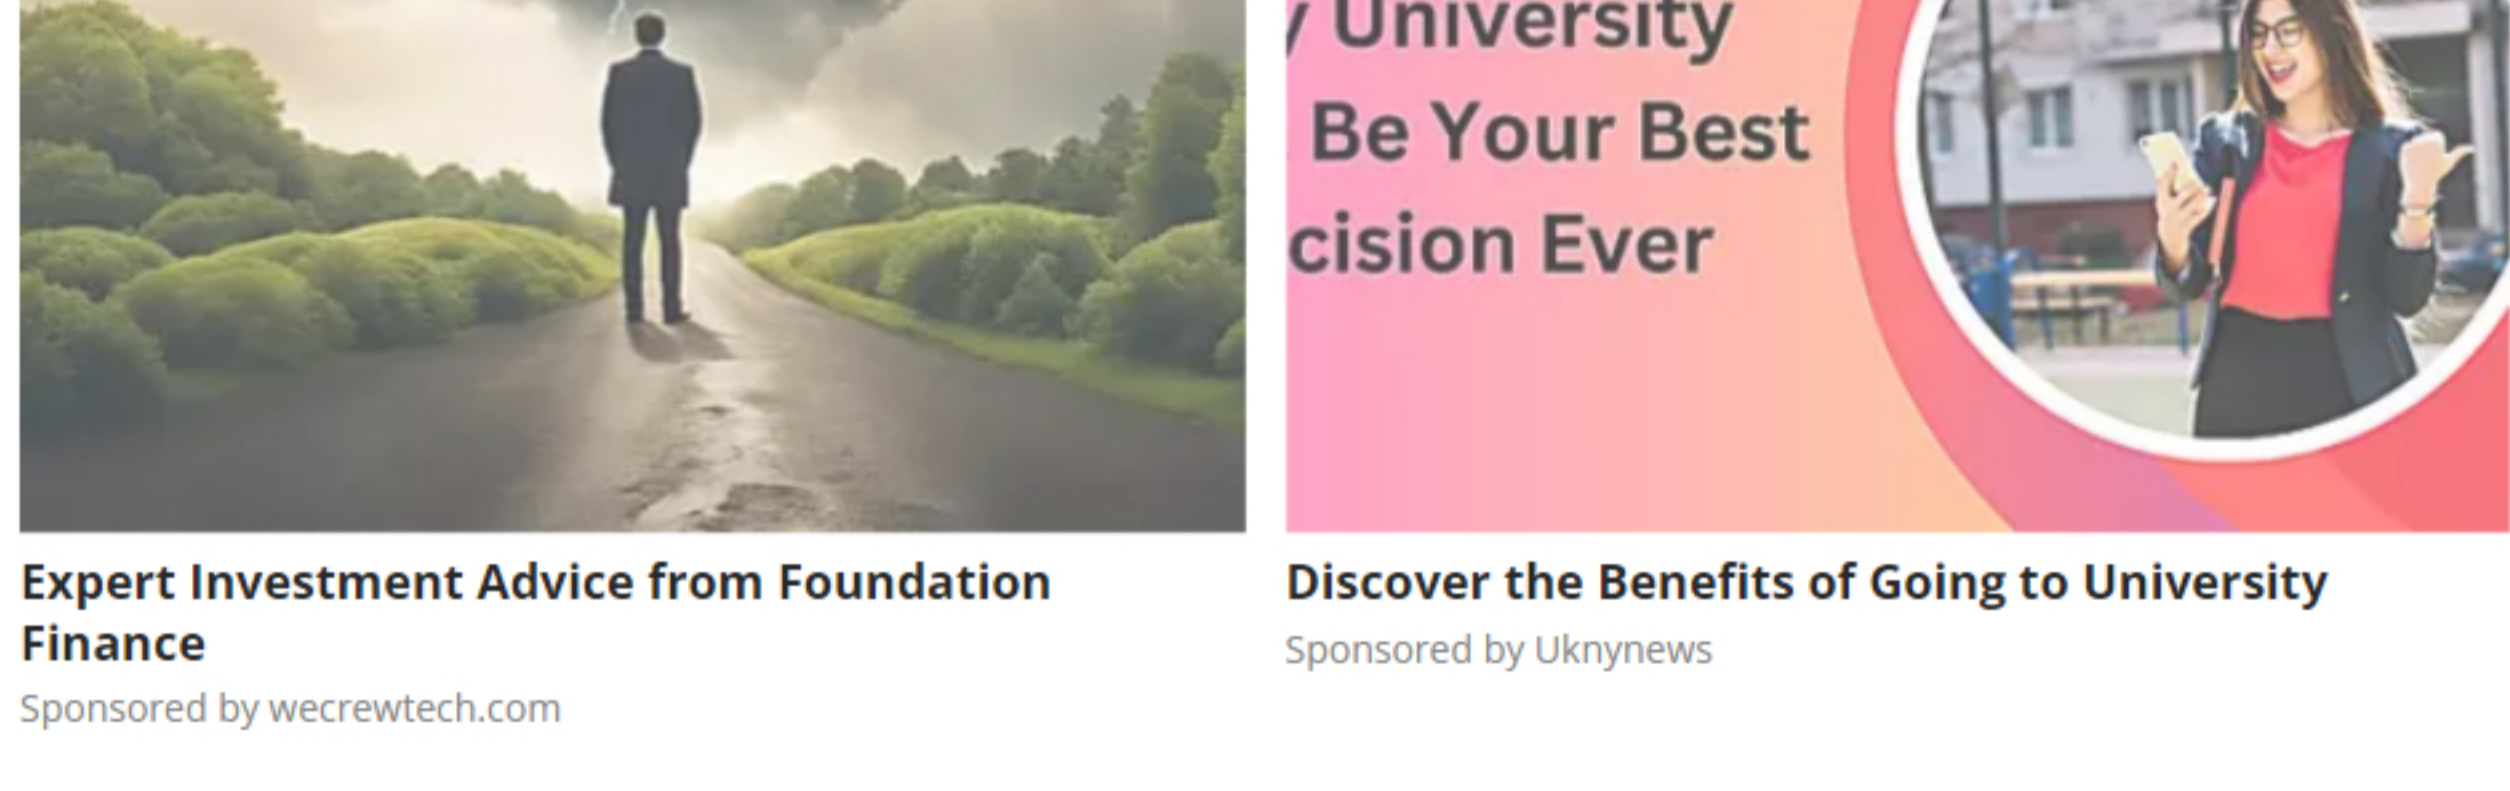 y University
Be Your Best
cision Ever
Expert Investment Advice from Foundation
Finance
Sponsored by wecrewtech.com
Discover the Benefits of Going to University
Sponsored by Uknynews